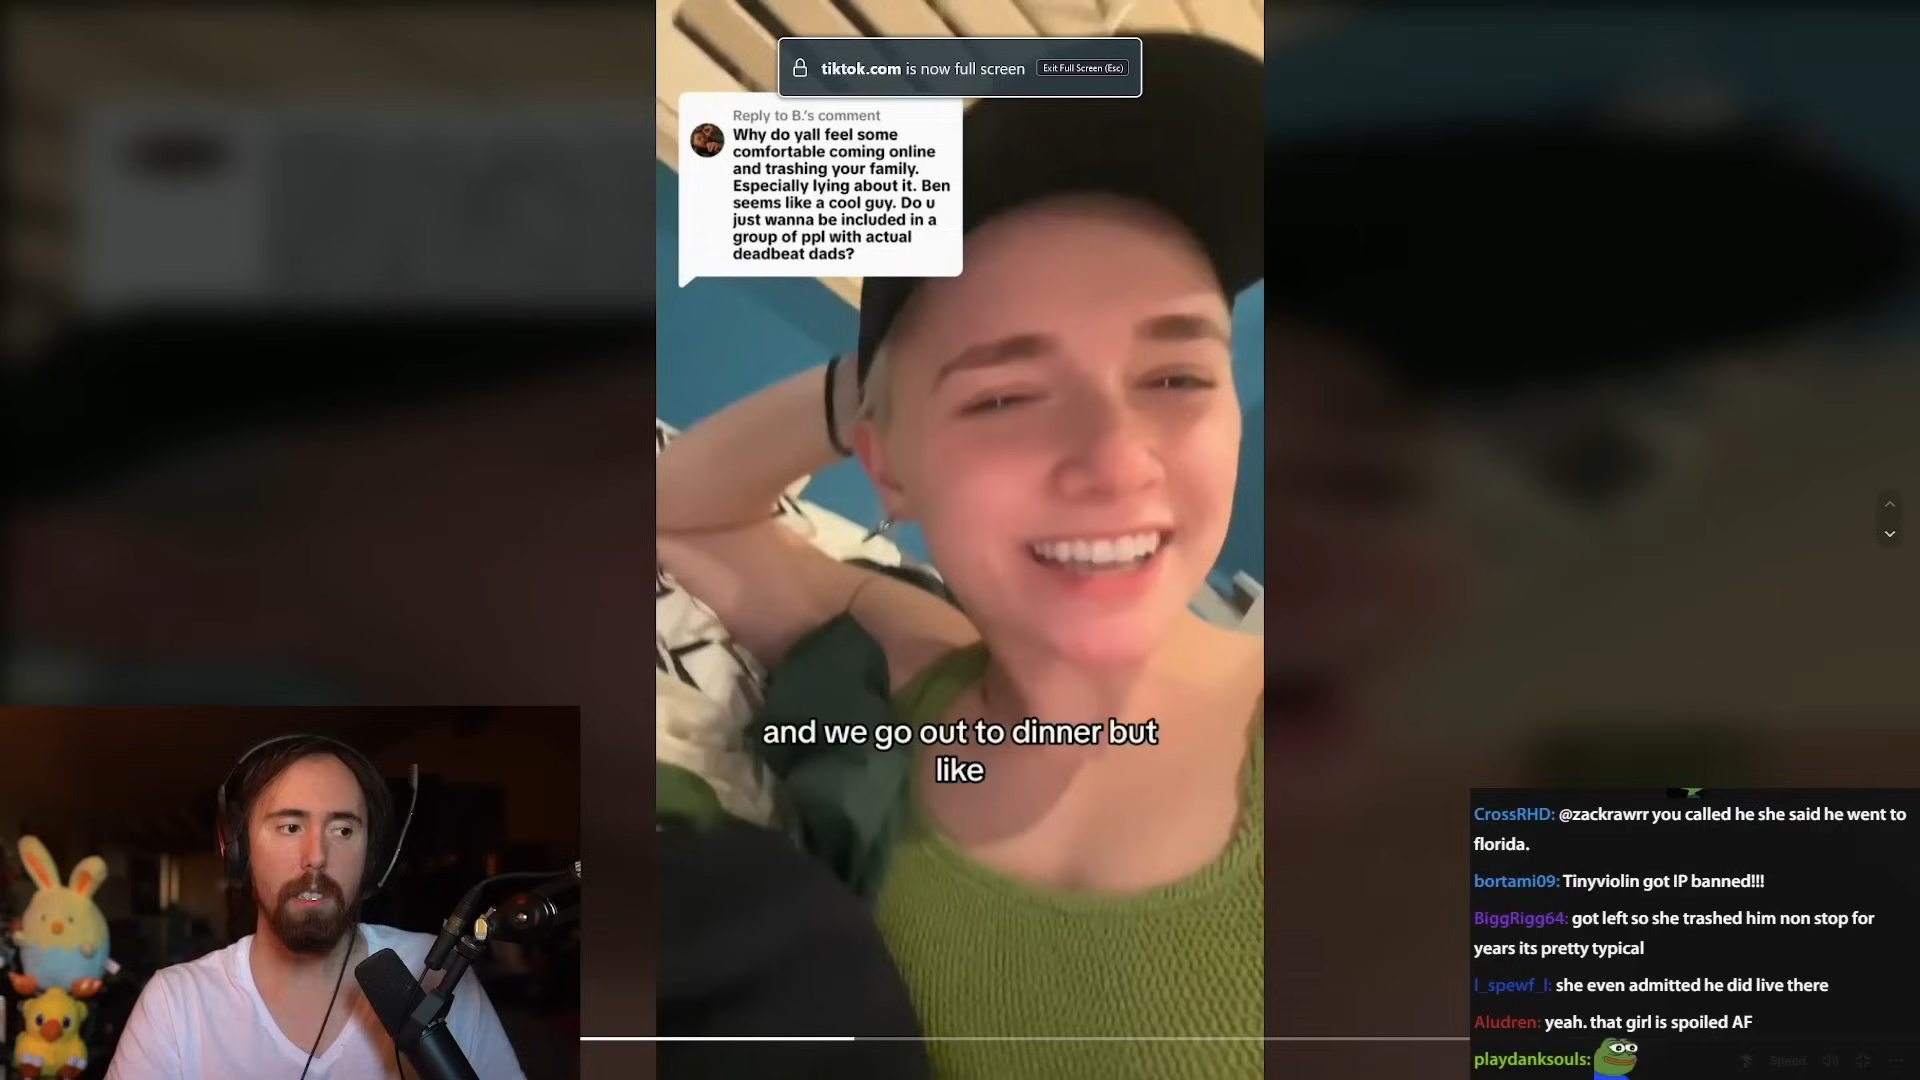 tiktok.com is now full screen Exit Full Screen (Esc)
Reply to B.'s comment
Why do yall feel some
comfortable coming online
and trashing your family.
Especially lying about it. Ben
seems like a cool guy. Do u
just wanna be included in a
group of ppl with actual
deadbeat dads?
and we go out to dinner but
like
CrossRHD: @zackrawrr you called he she said he went to
florida.
bortami09: Tinyviolin got IP banned!!!
BiggRigg64: got left so she trashed him non stop for
years its pretty typical
l_spewf_l: she even admitted he did live there
Aludren: yeah. that girl is spoiled AF
playdanksouls:
Speed